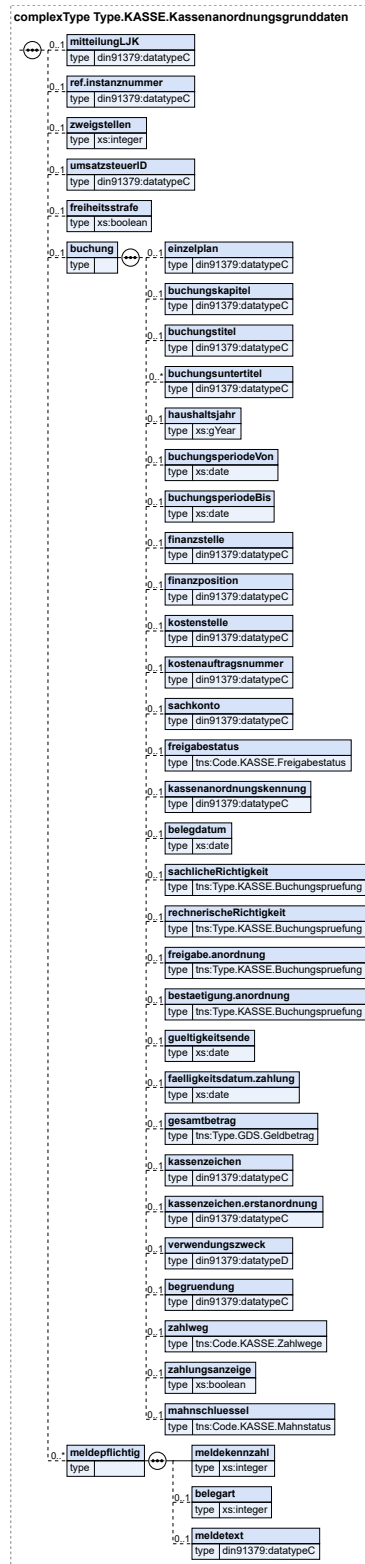 complexType Type.KASSE.Kassenanordnungsgrunddaten
0..1 mitteilungLJK
type din91379:datatypeC
0..1 ref.instanznummer
type din91379:datatypeC
0..1 zweigstellen
type xs:integer
0..1 umsatzsteuerID
type din91379:datatypeC
0..1 freiheitsstrafe
type xs:boolean
0..1 buchung
type
0..1 einzelplan
type din91379:datatypeC
0..1 buchungskapitel
type din91379:datatypeC
0..1 buchungstitel
type din91379:datatypeC
0..* buchungsuntertitel
type din91379:datatypeC
0..1 haushaltsjahr
type xs:gYear
0..1 buchungsperiodeVon
type xs:date
0..1 buchungsperiodeBis
type xs:date
0..1 finanzstelle
type din91379:datatypeC
0..1 finanzposition
type din91379:datatypeC
0..1 kostenstelle
type din91379:datatypeC
0..1 kostenauftragsnummer
type din91379:datatypeC
0..1 sachkonto
type din91379:datatypeC
0..1 freigabestatus
type tns:Code.KASSE.Freigabestatus
0..1 kassenanordnungskennung
type din91379:datatypeC
0..1 belegdatum
type xs:date
0..1 sachlicheRichtigkeit
type tns:Type.KASSE.Buchungspruefung
0..1 rechnerischeRichtigkeit
type tns:Type.KASSE.Buchungspruefung
0..1 freigabe.anordnung
type tns:Type.KASSE.Buchungspruefung
0..1 bestaetigung.anordnung
type tns:Type.KASSE.Buchungspruefung
0..1 gueltigkeitsende
type xs:date
0..1 faelligkeitsdatum.zahlung
type xs:date
0..1 gesamtbetrag
type tns:Type.GDS.Geldbetrag
0..1 kassenzeichen
type din91379:datatypeC
0..1 kassenzeichen.erstanordnung
type din91379:datatypeC
0..1 verwendungszweck
type din91379:datatypeD
0..1 begruendung
type din91379:datatypeC
0..1 zahlweg
type tns:Code.KASSE.Zahlwege
0..1 zahlungsanzeige
type xs:boolean
0..1 mahnschluessel
type tns:Code.KASSE.Mahnstatus
0..* meldepflichtig
type
meldekennzahl
type xs:integer
0..1 belegart
type xs:integer
0..1 meldetext
type din91379:datatypeC